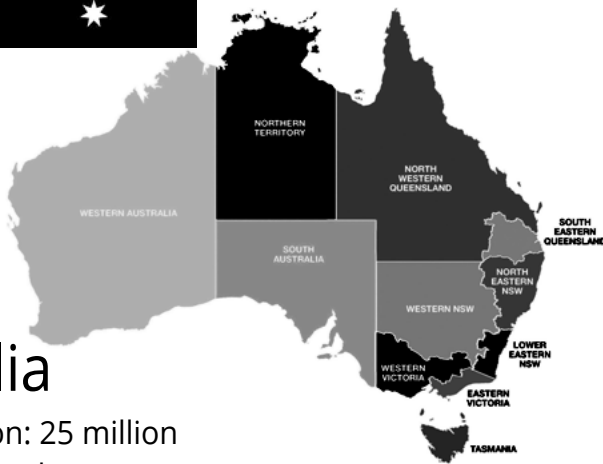 NORTHERN
TERRITORY
NORTH
WESTERN
QUEENSLAND
WESTERN AUSTRALIA
SOUTH
EASTERN
QUEENSLAND
SOUTH
AUSTRALIA
NORTH
EASTERN
NSW
WESTERN NSW
LOWER
EASTERN
NSW
WESTERN
VICTORIA
EASTERN
VICTORIA
TASMANIA
lia
on: 25 million